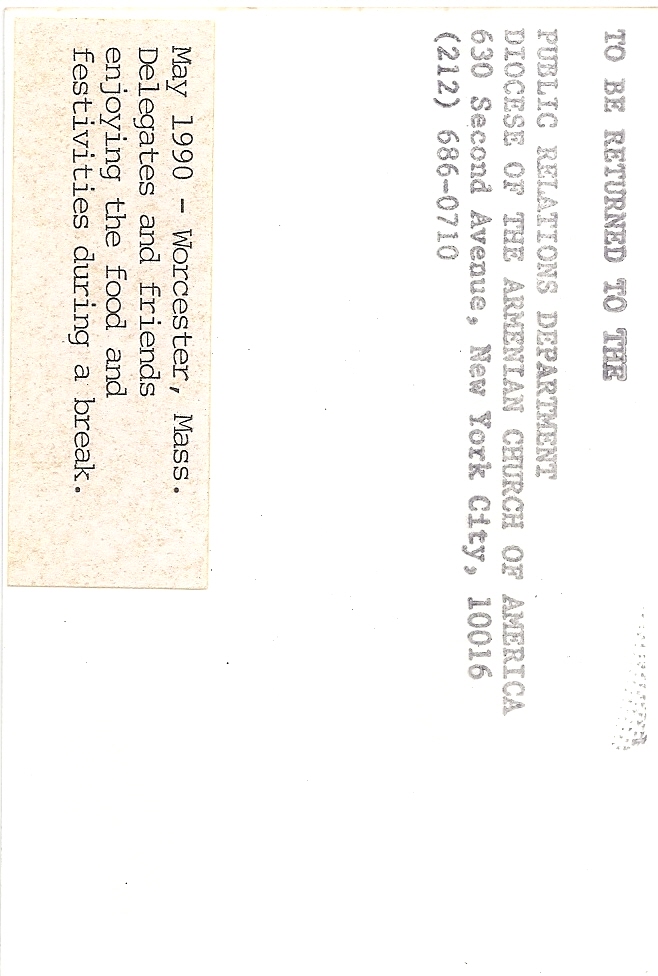 TO BE RETURNED TO THE
PUBLIC RELATIONS DEPARTMENT
DIOCESE OF THE ARMENIAN CHURCH OF AMERICA
630 Second Avenue, New York City, 10016
(212) 686-0710
May 1990 - Worcester, Mass.
Delegates and friends
enjoying the food and
festivities during a break.